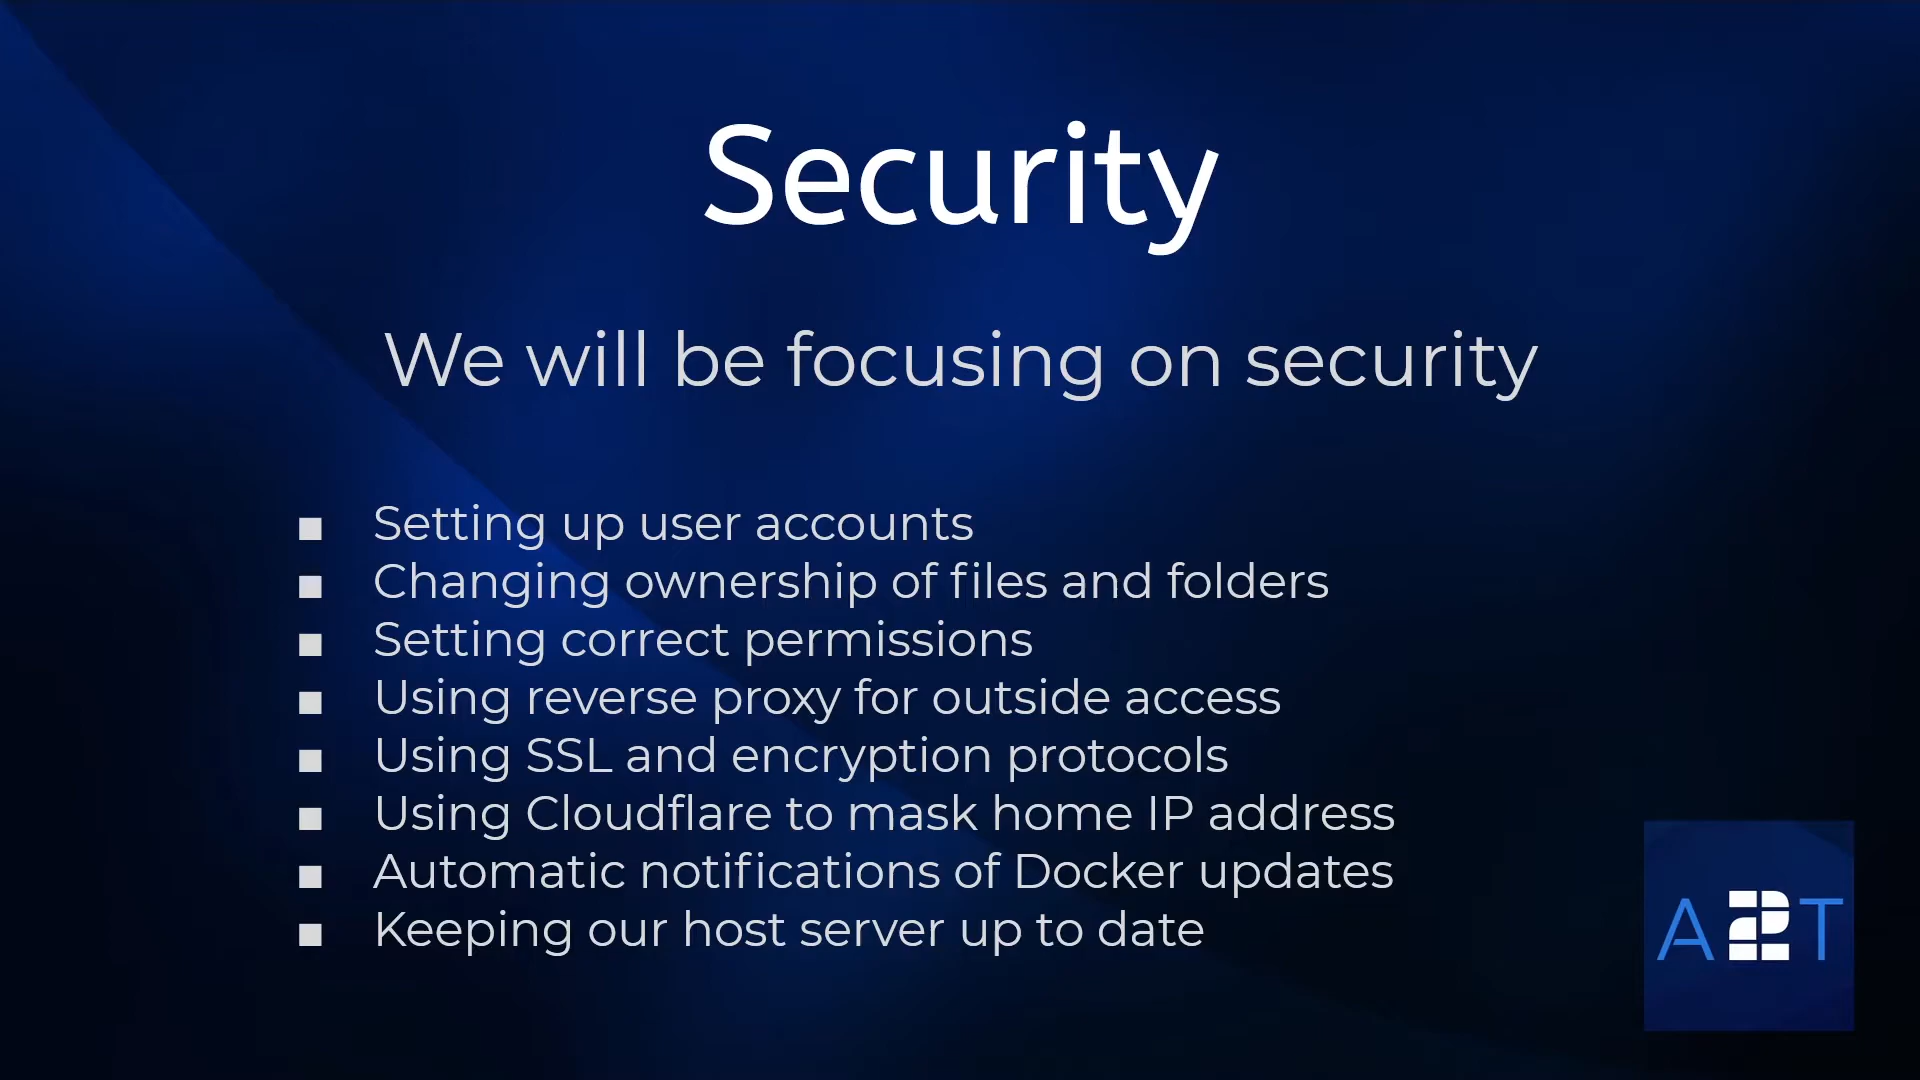 Security
We will be focusing on security
■ Setting up user accounts
■ Changing ownership of files and folders
■ Setting correct permissions
■ Using reverse proxy for outside access
■ Using SSL and encryption protocols
■ Using Cloudflare to mask home IP address
■ Automatic notifications of Docker updates
■ Keeping our host server up to date
A2T